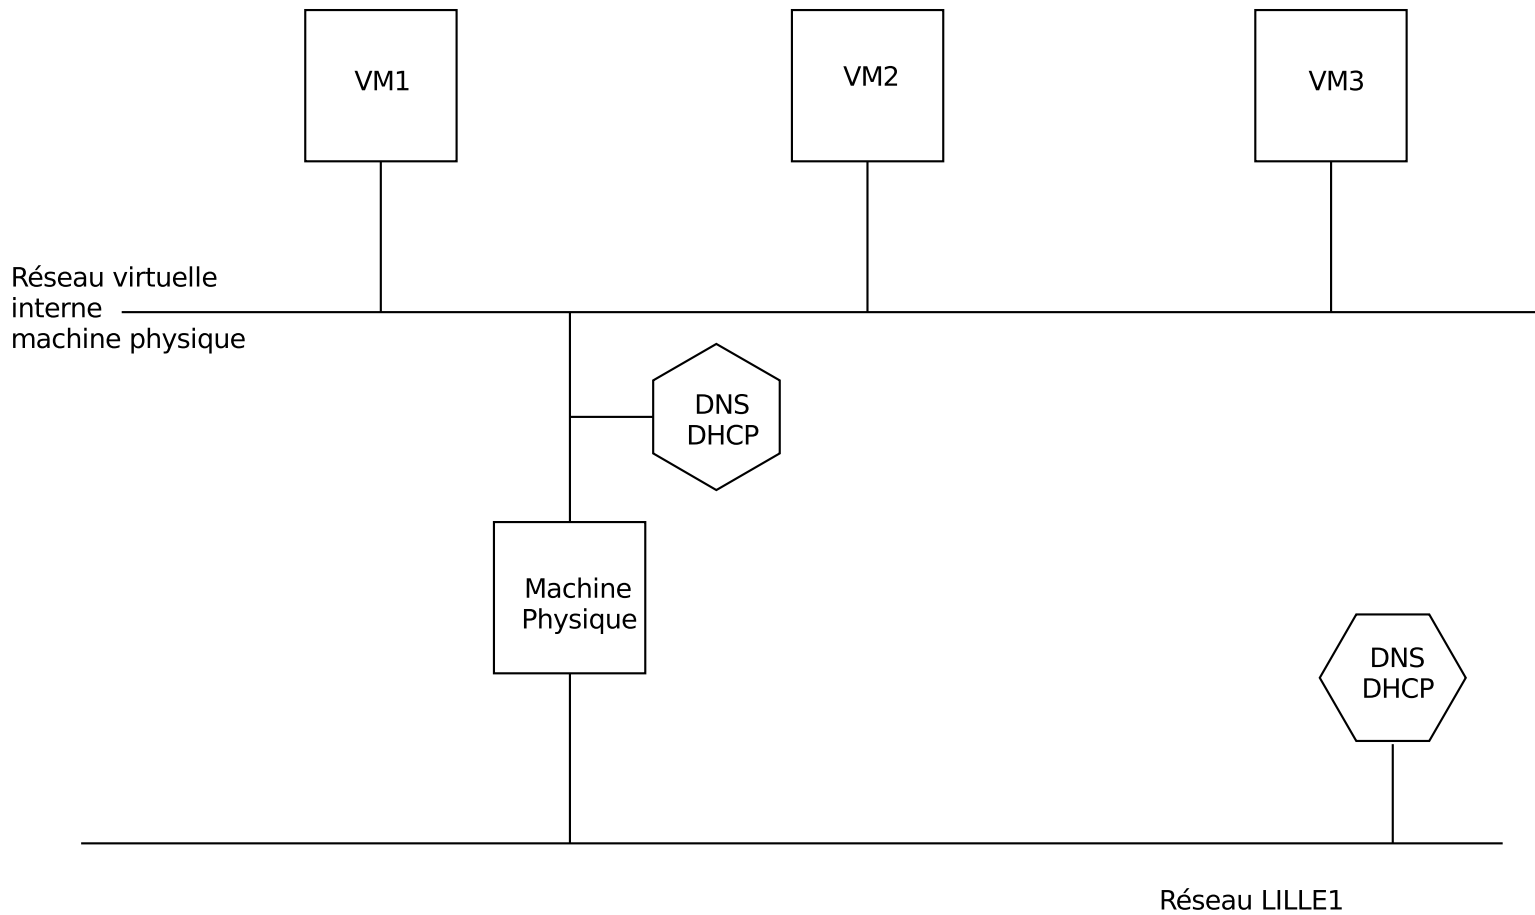 VM1
VM2
VM3
Réseau virtuelle
interne
machine physique
DNS
DHCP
Machine
Physique
DNS
DHCP
Réseau LILLE1